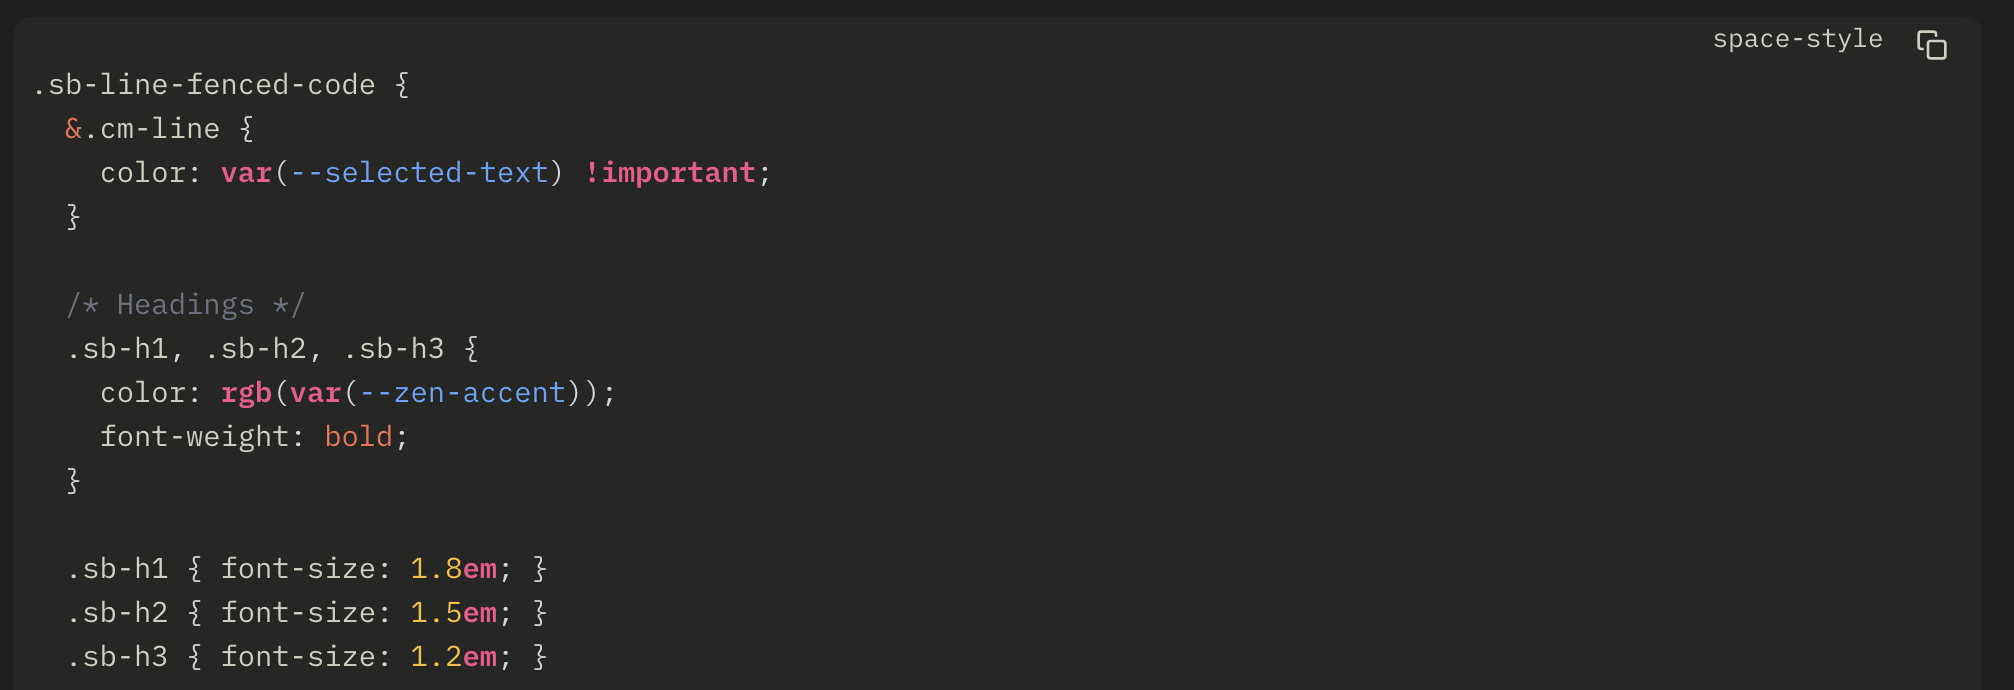 space-style
.sb-line-fenced-code {
  &.cm-line {
    color: var(--selected-text) !important;
  }

  /* Headings */
  .sb-h1, .sb-h2, .sb-h3 {
    color: rgb(var(--zen-accent));
    font-weight: bold;
  }

  .sb-h1 { font-size: 1.8em; }
  .sb-h2 { font-size: 1.5em; }
  .sb-h3 { font-size: 1.2em; }